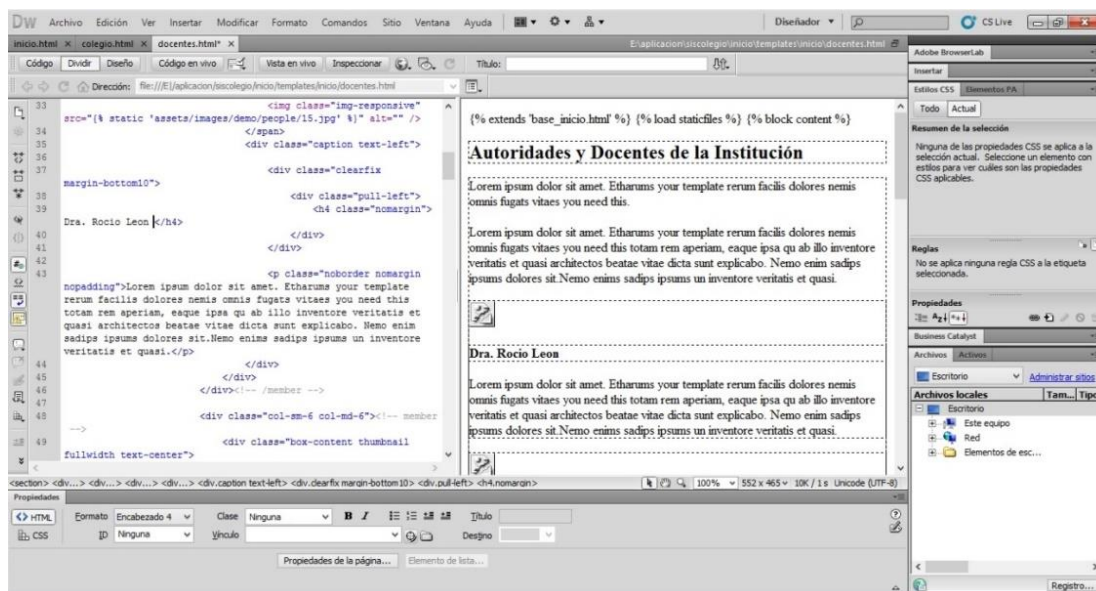 DW Archivo Edición Ver Insertar Modificar Formato Comandos Sitio Ventana Ayuda Diseñador CS Live
inicio.html × colegio.html × docentes.html* × E:\aplicacion\siscolegio\inicio\templates\inicio\docentes.html
Código Dividir Diseño Código en vivo Vista en vivo Inspeccionar Título:
Dirección: file:///E|/aplicacion/siscolegio/inicio/templates/inicio/docentes.html
33 <img class="img-responsive"
src="{% static 'assets/images/demo/people/15.jpg' %}" alt="" />
34 </span>
35 <div class="caption text-left">
36
37 <div class="clearfix
margin-bottom10">
38 <div class="pull-left">
39 <h4 class="nomargin">
Dra. Rocio Leon </h4>
40 </div>
41 </div>
42
43 <p class="noborder nomargin
nopadding">Lorem ipsum dolor sit amet. Etharums your template
rerum facilis dolores nemis omnis fugats vitaes you need this
totam rem aperiam, eaque ipsa qu ab illo inventore veritatis et
quasi architectos beatae vitae dicta sunt explicabo. Nemo enim
sadips ipsums dolores sit.Nemo enims sadips ipsums un inventore
veritatis et quasi.</p>
44 </div>
45 </div>
46 </div><!-- /member -->
47
48 <div class="col-sm-6 col-md-6"><!-- member
-->
49 <div class="box-content thumbnail
fullwidth text-center">
{% extends 'base_inicio.html' %} {% load staticfiles %} {% block content %}
Autoridades y Docentes de la Institución
Lorem ipsum dolor sit amet. Etharums your template rerum facilis dolores nemis
omnis fugats vitaes you need this.
Lorem ipsum dolor sit amet. Etharums your template rerum facilis dolores nemis
omnis fugats vitaes you need this totam rem aperiam, eaque ipsa qu ab illo inventore
veritatis et quasi architectos beatae vitae dicta sunt explicabo. Nemo enim sadips
ipsums dolores sit.Nemo enims sadips ipsums un inventore veritatis et quasi.
Dra. Rocio Leon
Lorem ipsum dolor sit amet. Etharums your template rerum facilis dolores nemis
omnis fugats vitaes you need this totam rem aperiam, eaque ipsa qu ab illo inventore
veritatis et quasi architectos beatae vitae dicta sunt explicabo. Nemo enim sadips
ipsums dolores sit.Nemo enims sadips ipsums un inventore veritatis et quasi.
<section> <div...> <div...> <div...> <div...> <div.caption text-left> <div.clearfix margin-bottom10> <div.pull-left> <h4.nomargin> 100% 552 x 465 10K / 1 s Unicode (UTF-8)
Propiedades
<> HTML Formato Encabezado 4 Clase Ninguna B I Título
CSS ID Ninguna Vínculo Destino
Propiedades de la página... Elemento de lista...
Adobe BrowserLab
Insertar
Estilos CSS Elementos PA
Todo Actual
Resumen de la selección
Ninguna de las propiedades CSS se aplica a la
selección actual. Seleccione un elemento con
estilos para ver cuáles son las propiedades
CSS aplicables.
Reglas
No se aplica ninguna regla CSS a la etiqueta
seleccionada.
Propiedades
Business Catalyst
Archivos Activos
Escritorio Administrar sitios
Archivos locales Tam... Tipo
Escritorio
Este equipo
Red
Elementos de esc...
Registro...